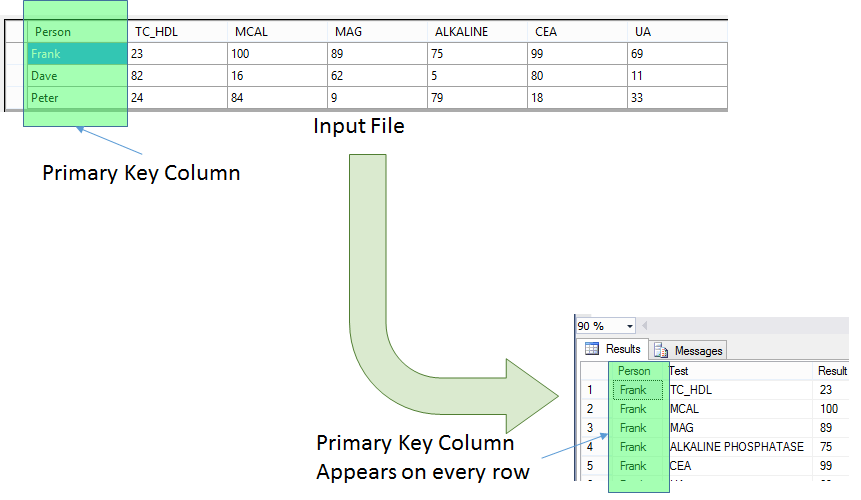 Person TC_HDL MCAL MAG ALKALINE CEA UA
Frank 23 100 89 75 99 69
Dave 82 16 62 5 80 11
Peter 24 84 9 79 18 33
Input File
Primary Key Column
90 %
Results Messages
Person Test Result
1 Frank TC_HDL 23
2 Frank MCAL 100
3 Frank MAG 89
4 Frank ALKALINE PHOSPHATASE 75
5 Frank CEA 99
Primary Key Column
Appears on every row